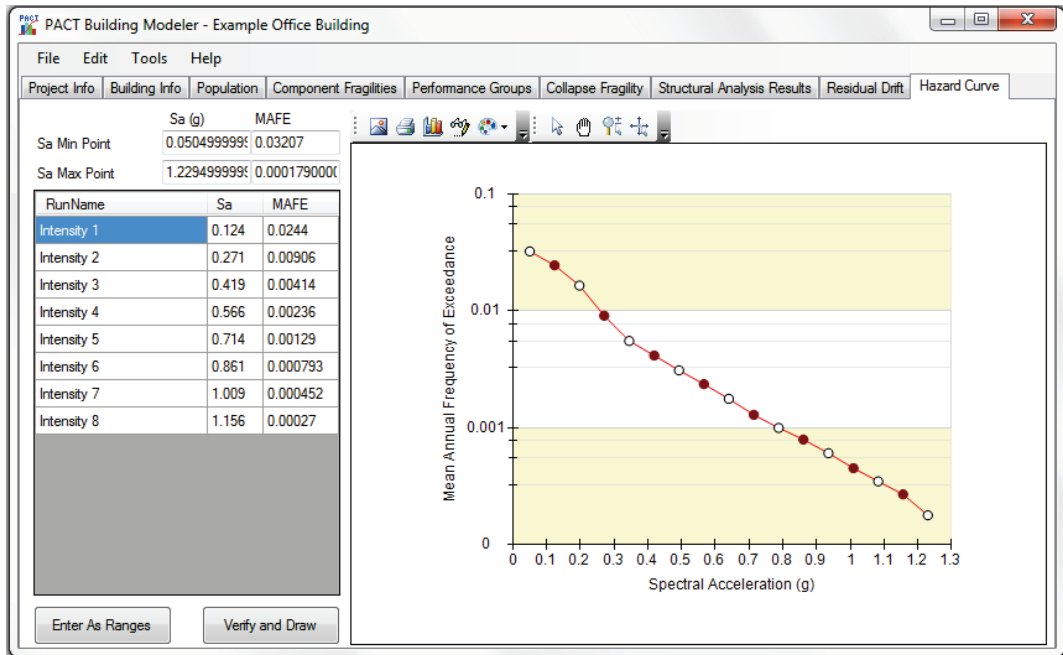 PACT
PACT Building Modeler - Example Office Building
File Edit Tools Help
Project Info Building Info Population Component Fragilities Performance Groups Collapse Fragility Structural Analysis Results Residual Drift Hazard Curve
Sa (g) MAFE
Sa Min Point 0.0504999999 0.03207
Sa Max Point 1.2294999999 0.0001790000
RunName Sa MAFE
Intensity 1 0.124 0.0244
Intensity 2 0.271 0.00906
Intensity 3 0.419 0.00414
Intensity 4 0.566 0.00236
Intensity 5 0.714 0.00129
Intensity 6 0.861 0.000793
Intensity 7 1.009 0.000452
Intensity 8 1.156 0.00027
Enter As Ranges Verify and Draw
Mean Annual Frequency of Exceedance
0.1
0.01
0.001
0
0 0.1 0.2 0.3 0.4 0.5 0.6 0.7 0.8 0.9 1 1.1 1.2 1.3
Spectral Acceleration (g)